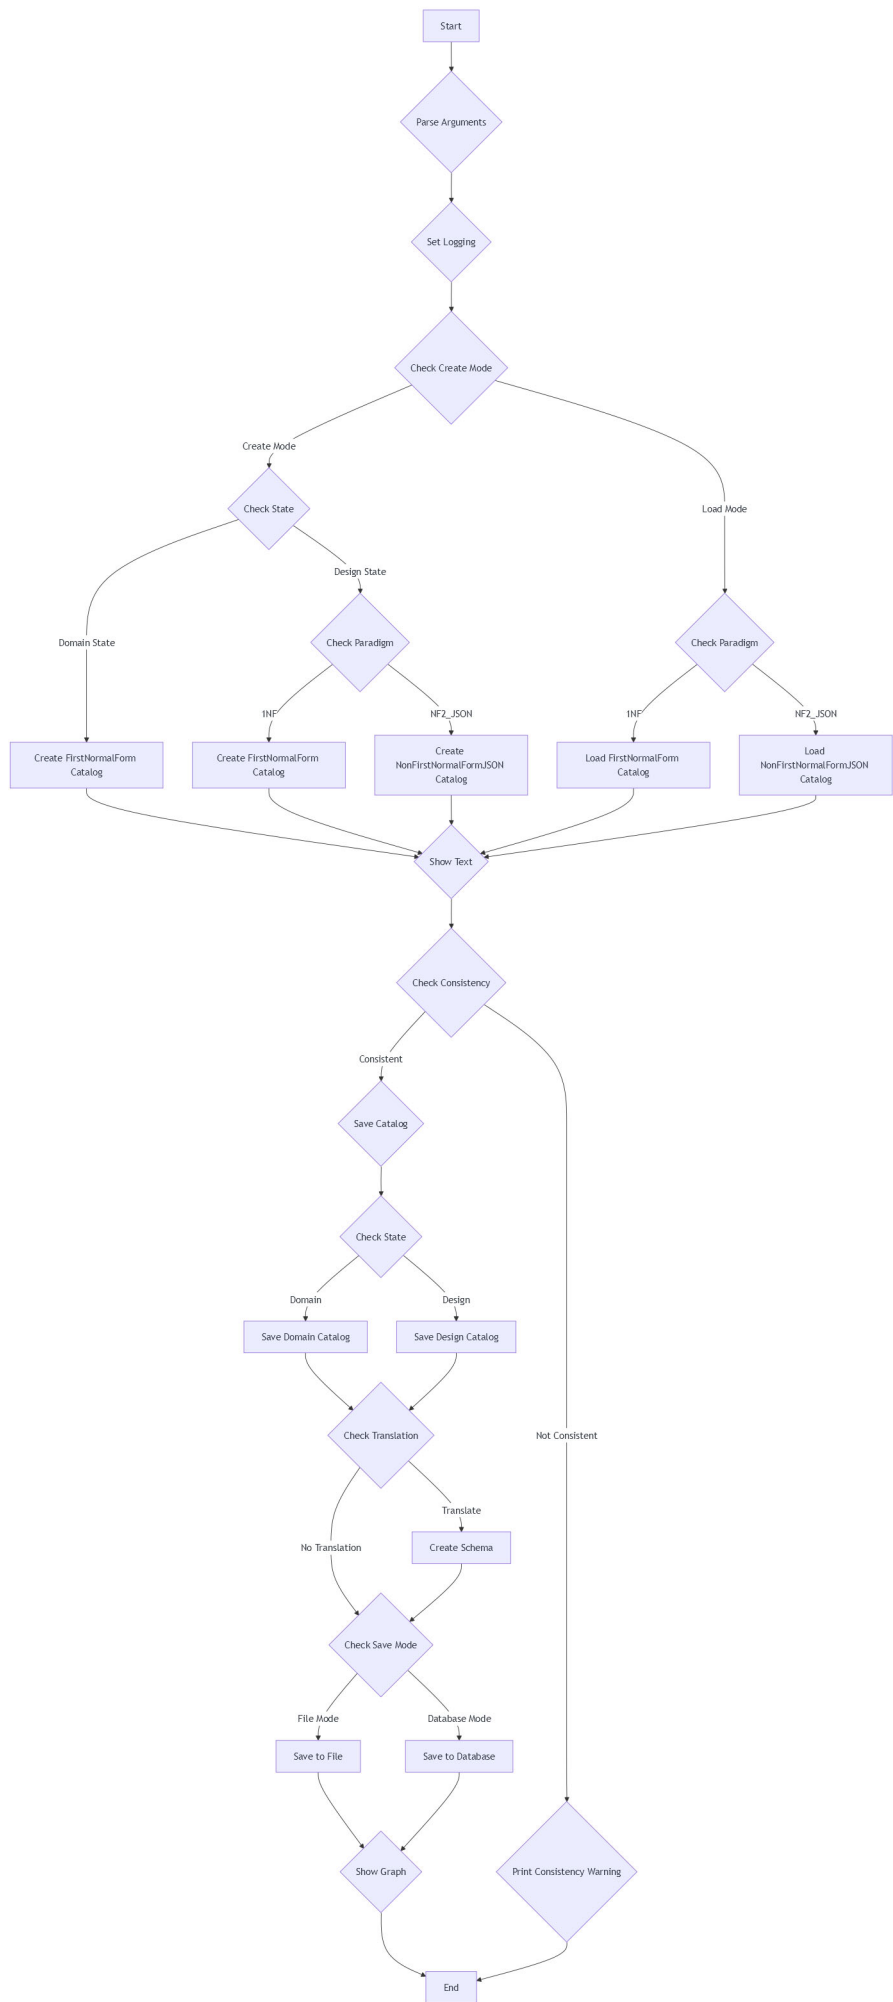 Start
Parse Arguments
Set Logging
Check Create Mode
Create Mode
Check State
Load Mode
Design State
Domain State
Check Paradigm
Check Paradigm
1NF
NF2_JSON
1NF
NF2_JSON
Create FirstNormalForm
Catalog
Create FirstNormalForm
Catalog
Create
NonFirstNormalFormJSON
Catalog
Load FirstNormalForm
Catalog
Load
NonFirstNormalFormJSON
Catalog
Show Text
Check Consistency
Consistent
Save Catalog
Check State
Domain
Design
Save Domain Catalog
Save Design Catalog
Check Translation
Not Consistent
Translate
No Translation
Create Schema
Check Save Mode
File Mode
Database Mode
Save to File
Save to Database
Show Graph
Print Consistency Warning
End